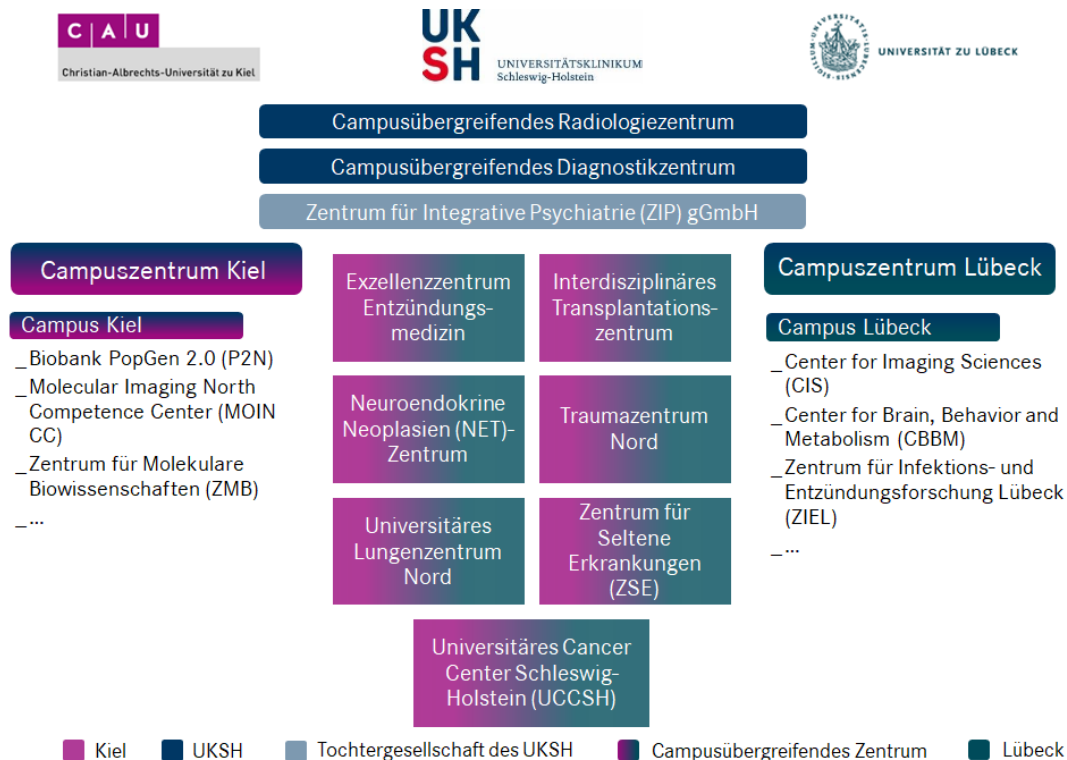 C A U
Christian-Albrechts-Universität zu Kiel
UK
SH
UNIVERSITÄTSKLINIKUM
Schleswig-Holstein
UNIVERSITÄT ZU LÜBECK
Campusübergreifendes Radiologiezentrum
Campusübergreifendes Diagnostikzentrum
Zentrum für Integrative Psychiatrie (ZIP) gGmbH
Campuszentrum Kiel
Campus Kiel
_Biobank PopGen 2.0 (P2N)
_Molecular Imaging North
Competence Center (MOIN
CC)
_Zentrum für Molekulare
Biowissenschaften (ZMB)
_...
Exzellenzzentrum
Entzündungs-
medizin
Interdisziplinäres
Transplantations-
zentrum
Neuroendokrine
Neoplasien (NET)-
Zentrum
Traumazentrum
Nord
Universitäres
Lungenzentrum
Nord
Zentrum für
Seltene
Erkrankungen
(ZSE)
Universitäres Cancer
Center Schleswig-
Holstein (UCCSH)
Campuszentrum Lübeck
Campus Lübeck
_Center for Imaging Sciences
(CIS)
_Center for Brain, Behavior and
Metabolism (CBBM)
_Zentrum für Infektions- und
Entzündungsforschung Lübeck
(ZIEL)
_...
Kiel
UKSH
Tochtergesellschaft des UKSH
Campusübergreifendes Zentrum
Lübeck